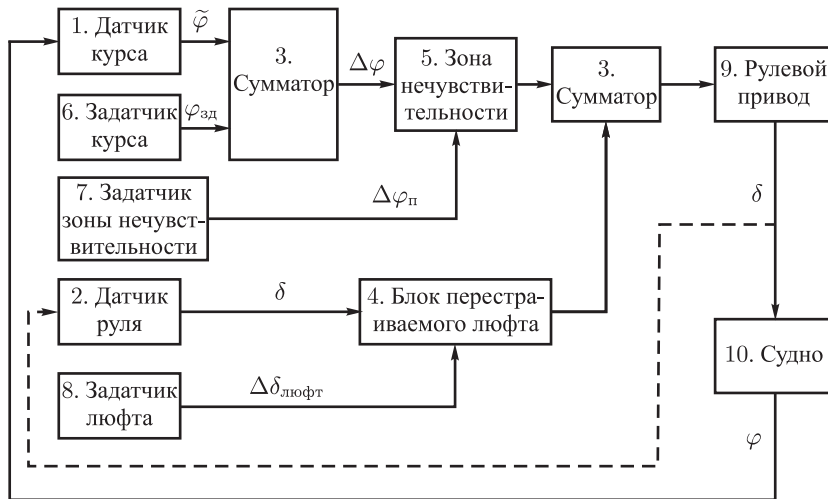 1. Датчик
курса
φ̃
3.
Сумматор
Δφ
5. Зона
нечувстви-
тельности
3.
Сумматор
9. Рулевой
привод
6. Задатчик
курса
φзд
7. Задатчик
зоны нечувст-
вительности
Δφп
δ
2. Датчик
руля
δ
4. Блок перестра-
иваемого люфта
10. Судно
8. Задатчик
люфта
Δδлюфт
φ